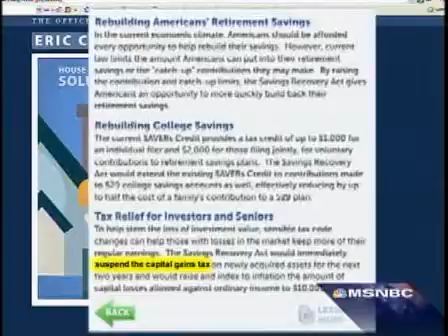 THE OFFICI
ERIC C
HOUSE
SOL
Rebuilding Americans' Retirement Savings
In the current economic climate, Americans should be afforded
every opportunity to help rebuild their savings. However, current
law limits the amount Americans can put into their retirement
savings or the "catch-up" contributions they may make. By raising
the contribution and catch-up limits, the Savings Recovery Act gives
Americans an opportunity to more quickly build back their
retirement savings.
Rebuilding College Savings
The current SAVERs Credit provides a tax credit of up to $1,000 for
an individual filer and $2,000 for those filing jointly, for voluntary
contributions to retirement savings plans. The Savings Recovery
Act would extend the existing SAVERs Credit to contributions made
to 529 college savings accounts as well, effectively reducing by up
to half the cost of a family's contribution to a 529 plan.
Tax Relief for Investors and Seniors
To help stem the loss of investment value, sensible tax code
changes can help those with losses in the market keep more of their
regular earnings. The Savings Recovery Act would immediately
suspend the capital gains tax on newly acquired assets for the next
two years and would raise and index to inflation the amount of
capital losses allowed against ordinary income to $10,00
BACK
MSNBC